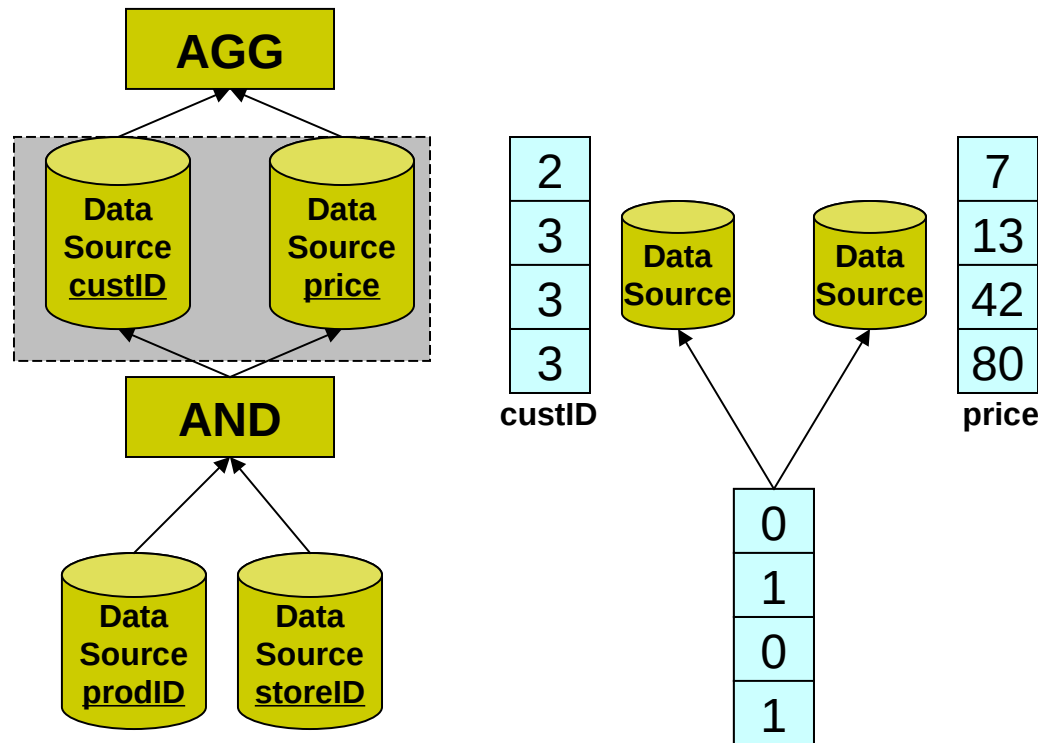 AGG
Data
Source
custID
Data
Source
price
AND
Data
Source
prodID
Data
Source
storeID
2
3
3
3
custID
Data
Source
Data
Source
7
13
42
80
price
0
1
0
1